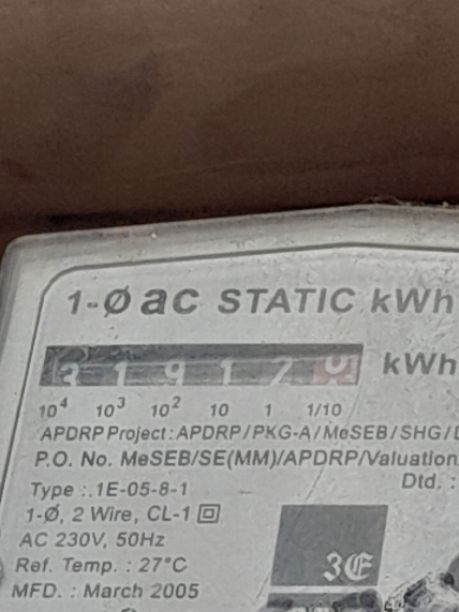 1-Ø ac STATIC kWh
3 1 9 1 2 kWh
10⁴ 10³ 10² 10 1 1/10
APDRP Project : APDRP / PKG-A / MeSEB / SHG /
P.O. No. MeSEB/SE(MM)/APDRP/Valuation
Dtd. :
Type : .1E-05-8-1
1-Ø, 2 Wire, CL-1
AC 230V, 50Hz
Ref. Temp. : 27°C
MFD. : March 2005
3E